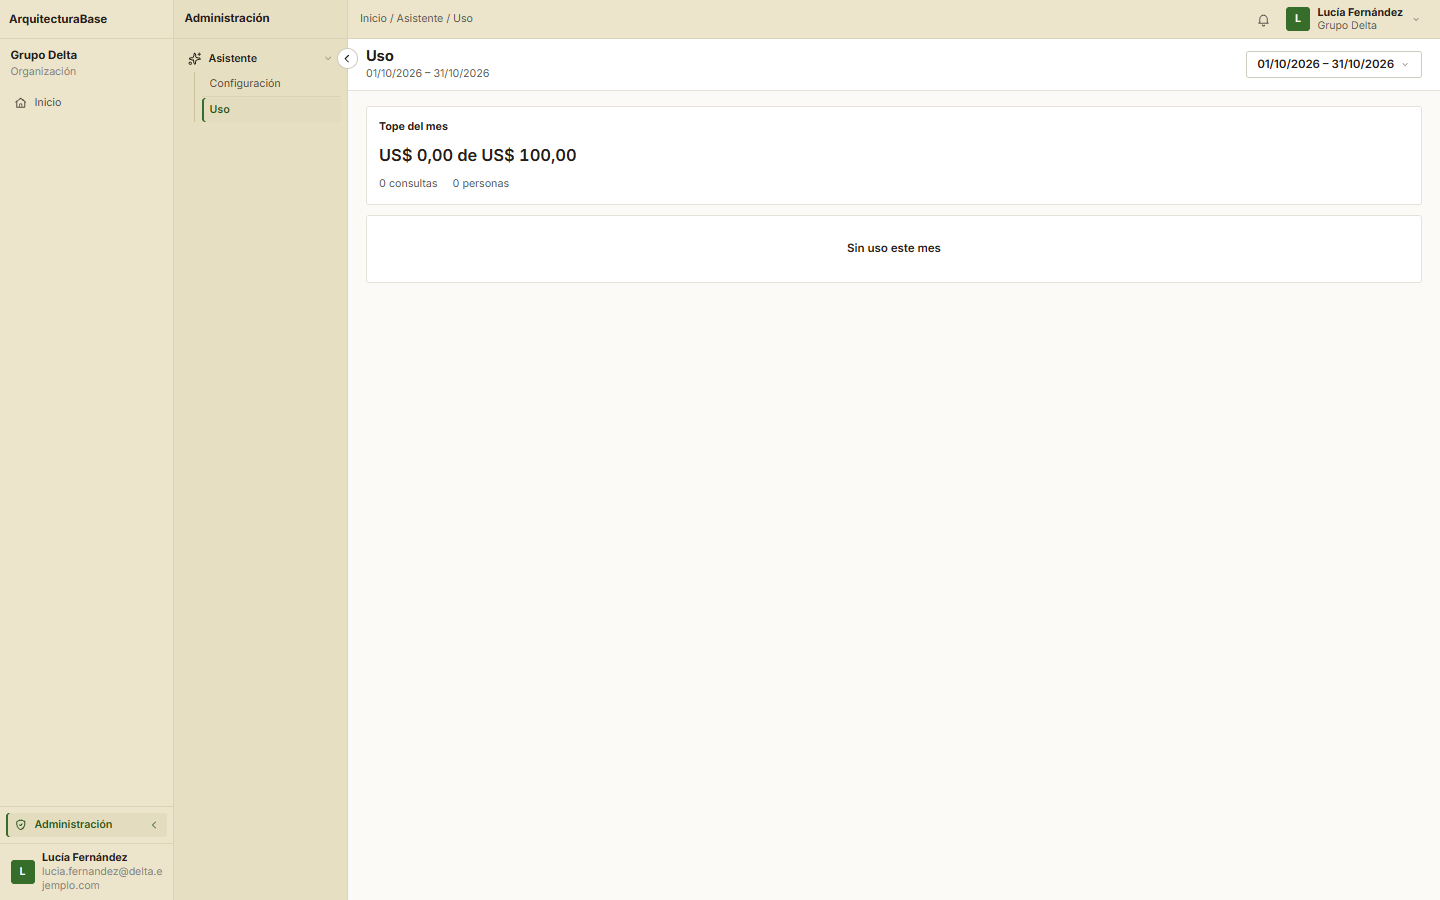 ArquitecturaBase
Grupo Delta
Organización
Inicio
Administración
Lucía Fernández
L
lucia.fernandez@delta.e
jemplo.com
Administración
Asistente
Configuración
Uso
Inicio / Asistente / Uso
L
Lucía Fernández
Grupo Delta
Uso
01/10/2026 – 31/10/2026
01/10/2026 – 31/10/2026
Tope del mes
US$ 0,00 de US$ 100,00
0 consultas 0 personas
Sin uso este mes